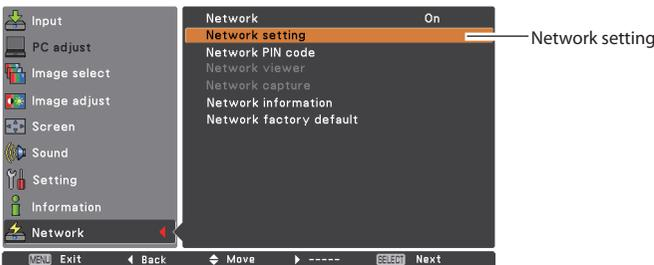 Input
PC adjust
Image select
Image adjust
Screen
Sound
Setting
Information
Network
Network On
Network setting
Network PIN code
Network viewer
Network capture
Network information
Network factory default
Network setting
MENU Exit Back Move ----- SELECT Next